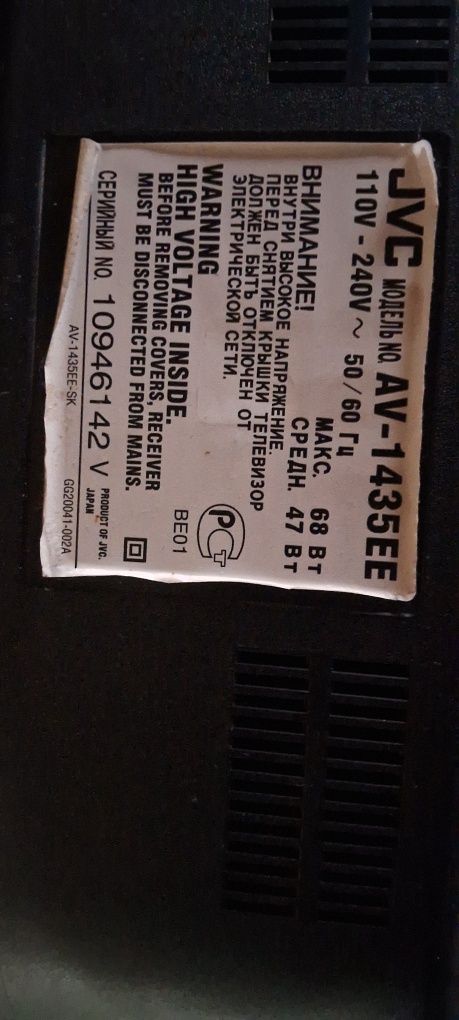 JVC МОДЕЛЬ NO. AV-1435EE
110V - 240V ~ 50/60 Гц
МАКС. 68 Вт
СРЕДН. 47 Вт
ВНИМАНИЕ!
ВНУТРИ ВЫСОКОЕ НАПРЯЖЕНИЕ.
ПЕРЕД СНЯТИЕМ КРЫШКИ ТЕЛЕВИЗОР
ДОЛЖЕН БЫТЬ ОТКЛЮЧЕН ОТ
ЭЛЕКТРИЧЕСКОЙ СЕТИ.
РСТ
WARNING
HIGH VOLTAGE INSIDE.
BE01
BEFORE REMOVING COVERS, RECEIVER
MUST BE DISCONNECTED FROM MAINS.
СЕРИЙНЫЙ NO. 10946142 V
PRODUCT OF JVC.
JAPAN
AV-1435EE-SK
GG20041-002A